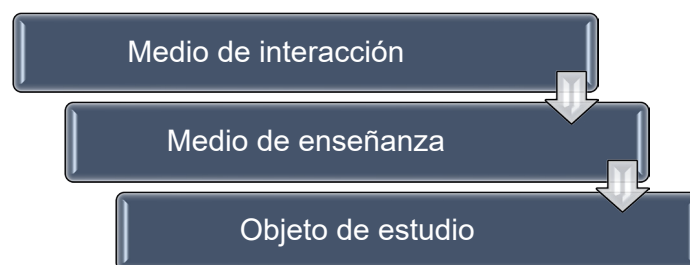 Medio de interacción
Medio de enseñanza
Objeto de estudio